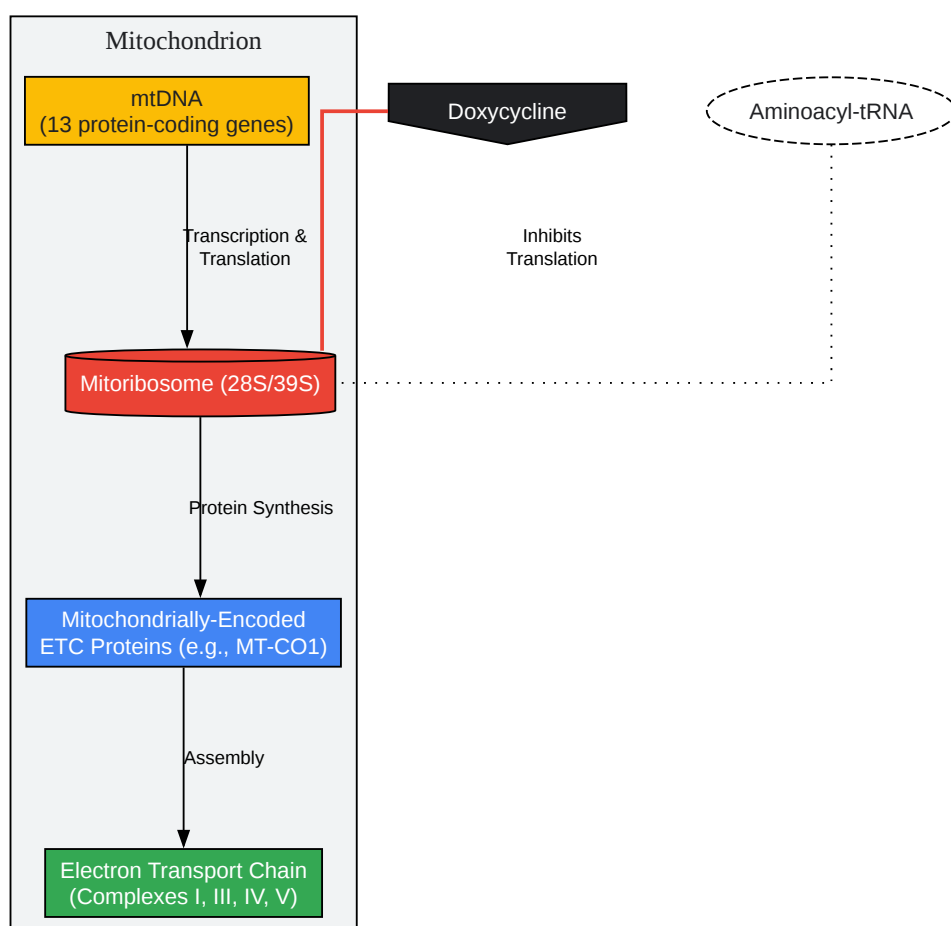 Mitochondrion
mtDNA
(13 protein-coding genes)
Doxycycline
Aminoacyl-tRNA
Transcription &
Translation
Inhibits
Translation
Mitoribosome (28S/39S)
Protein Synthesis
Mitochondrially-Encoded
ETC Proteins (e.g., MT-CO1)
Assembly
Electron Transport Chain
(Complexes I, III, IV, V)